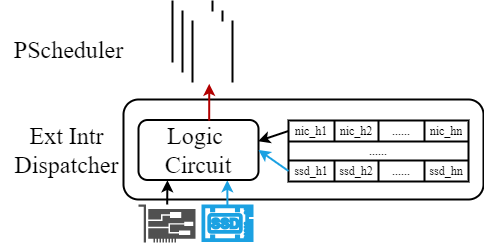 PScheduler
Ext Intr
Dispatcher
Logic
Circuit
nic_h1 nic_h2 ...... nic_hn
......
ssd_h1 ssd_h2 ...... ssd_hn
SSD